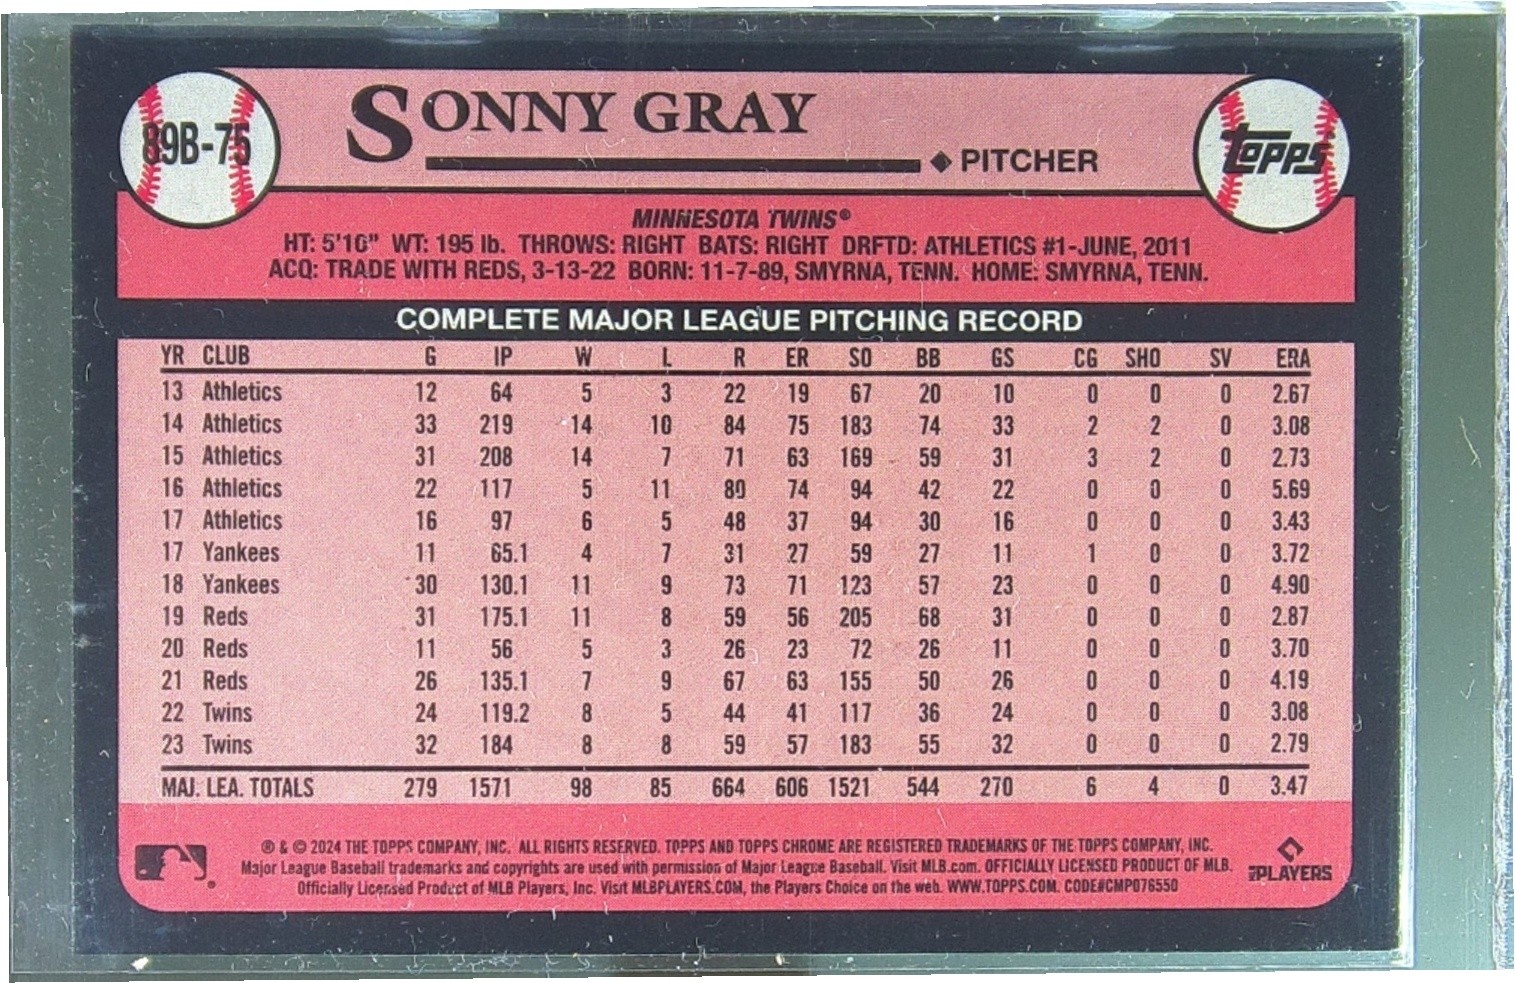 89B-75
SONNY GRAY
PITCHER
TOPPS
MINNESOTA TWINS®
HT: 5'10" WT: 195 lb. THROWS: RIGHT BATS: RIGHT DRFTD: ATHLETICS #1-JUNE, 2011
ACQ: TRADE WITH REDS, 3-13-22 BORN: 11-7-89, SMYRNA, TENN. HOME: SMYRNA, TENN.
COMPLETE MAJOR LEAGUE PITCHING RECORD
YR CLUB G IP W L R ER SO BB GS CG SHO SV ERA
13 Athletics 12 64 5 3 22 19 67 20 10 0 0 0 2.67
14 Athletics 33 219 14 10 84 75 183 74 33 2 2 0 3.08
15 Athletics 31 208 14 7 71 63 169 59 31 3 2 0 2.73
16 Athletics 22 117 5 11 80 74 94 42 22 0 0 0 5.69
17 Athletics 16 97 6 5 48 37 94 30 16 0 0 0 3.43
17 Yankees 11 65.1 4 7 31 27 59 27 11 1 0 0 3.72
18 Yankees 30 130.1 11 9 73 71 123 57 23 0 0 0 4.90
19 Reds 31 175.1 11 8 59 56 205 68 31 0 0 0 2.87
20 Reds 11 56 5 3 26 23 72 26 11 0 0 0 3.70
21 Reds 26 135.1 7 9 67 63 155 50 26 0 0 0 4.19
22 Twins 24 119.2 8 5 44 41 117 36 24 0 0 0 3.08
23 Twins 32 184 8 8 59 57 183 55 32 0 0 0 2.79
MAJ. LEA. TOTALS 279 1571 98 85 664 606 1521 544 270 6 4 0 3.47
® & © 2024 THE TOPPS COMPANY, INC. ALL RIGHTS RESERVED. TOPPS AND TOPPS CHROME ARE REGISTERED TRADEMARKS OF THE TOPPS COMPANY, INC.
Major League Baseball trademarks and copyrights are used with permission of Major League Baseball. Visit MLB.com. OFFICIALLY LICENSED PRODUCT OF MLB.
Officially Licensed Product of MLB Players, Inc. Visit MLBPLAYERS.COM, the Players Choice on the web. WWW.TOPPS.COM. CODE#CMP076550
MLBPLAYERS